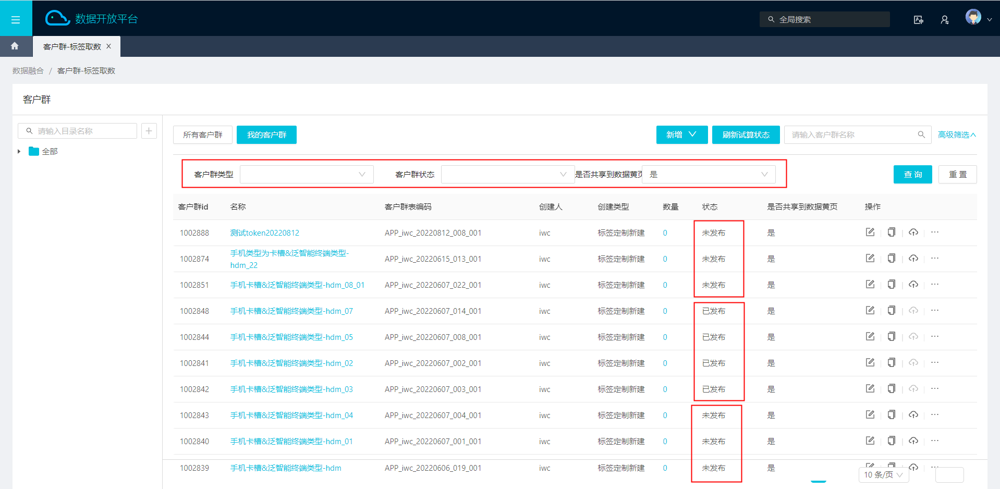 数据开放平台
全局搜索
客户群-标签取数 X
数据融合 / 客户群-标签取数
客户群
请输入目录名称
全部
所有客户群 我的客户群 新增 刷新试算状态 请输入客户群名称 高级筛选
客户群类型 客户群状态 是否共享到数据黄页 是 查 询 重 置
客户群id 名称 客户群表编码 创建人 创建类型 数量 状态 是否共享到数据黄页 操作
1002888 测试token20220812 APP_iwc_20220812_008_001 iwc 标签定制新建 0 未发布 是 ...
1002874 手机类型为卡槽&泛智能终端类型-hdm_22 APP_iwc_20220615_013_001 iwc 标签定制新建 0 未发布 是 ...
1002851 手机卡槽&泛智能终端类型-hdm_08_01 APP_iwc_20220607_022_001 iwc 标签定制新建 0 未发布 是 ...
1002848 手机卡槽&泛智能终端类型-hdm_07 APP_iwc_20220607_014_001 iwc 标签定制新建 0 已发布 是 ...
1002844 手机卡槽&泛智能终端类型-hdm_05 APP_iwc_20220607_008_001 iwc 标签定制新建 0 已发布 是 ...
1002841 手机卡槽&泛智能终端类型-hdm_02 APP_iwc_20220607_002_001 iwc 标签定制新建 0 已发布 是 ...
1002842 手机卡槽&泛智能终端类型-hdm_03 APP_iwc_20220607_003_001 iwc 标签定制新建 0 已发布 是 ...
1002843 手机卡槽&泛智能终端类型-hdm_04 APP_iwc_20220607_004_001 iwc 标签定制新建 0 未发布 是 ...
1002840 手机卡槽&泛智能终端类型-hdm_01 APP_iwc_20220607_001_001 iwc 标签定制新建 0 未发布 是 ...
1002839 手机卡槽&泛智能终端类型-hdm APP_iwc_20220606_019_001 iwc 标签定制新建 0 未发布 是 ...
10 条/页